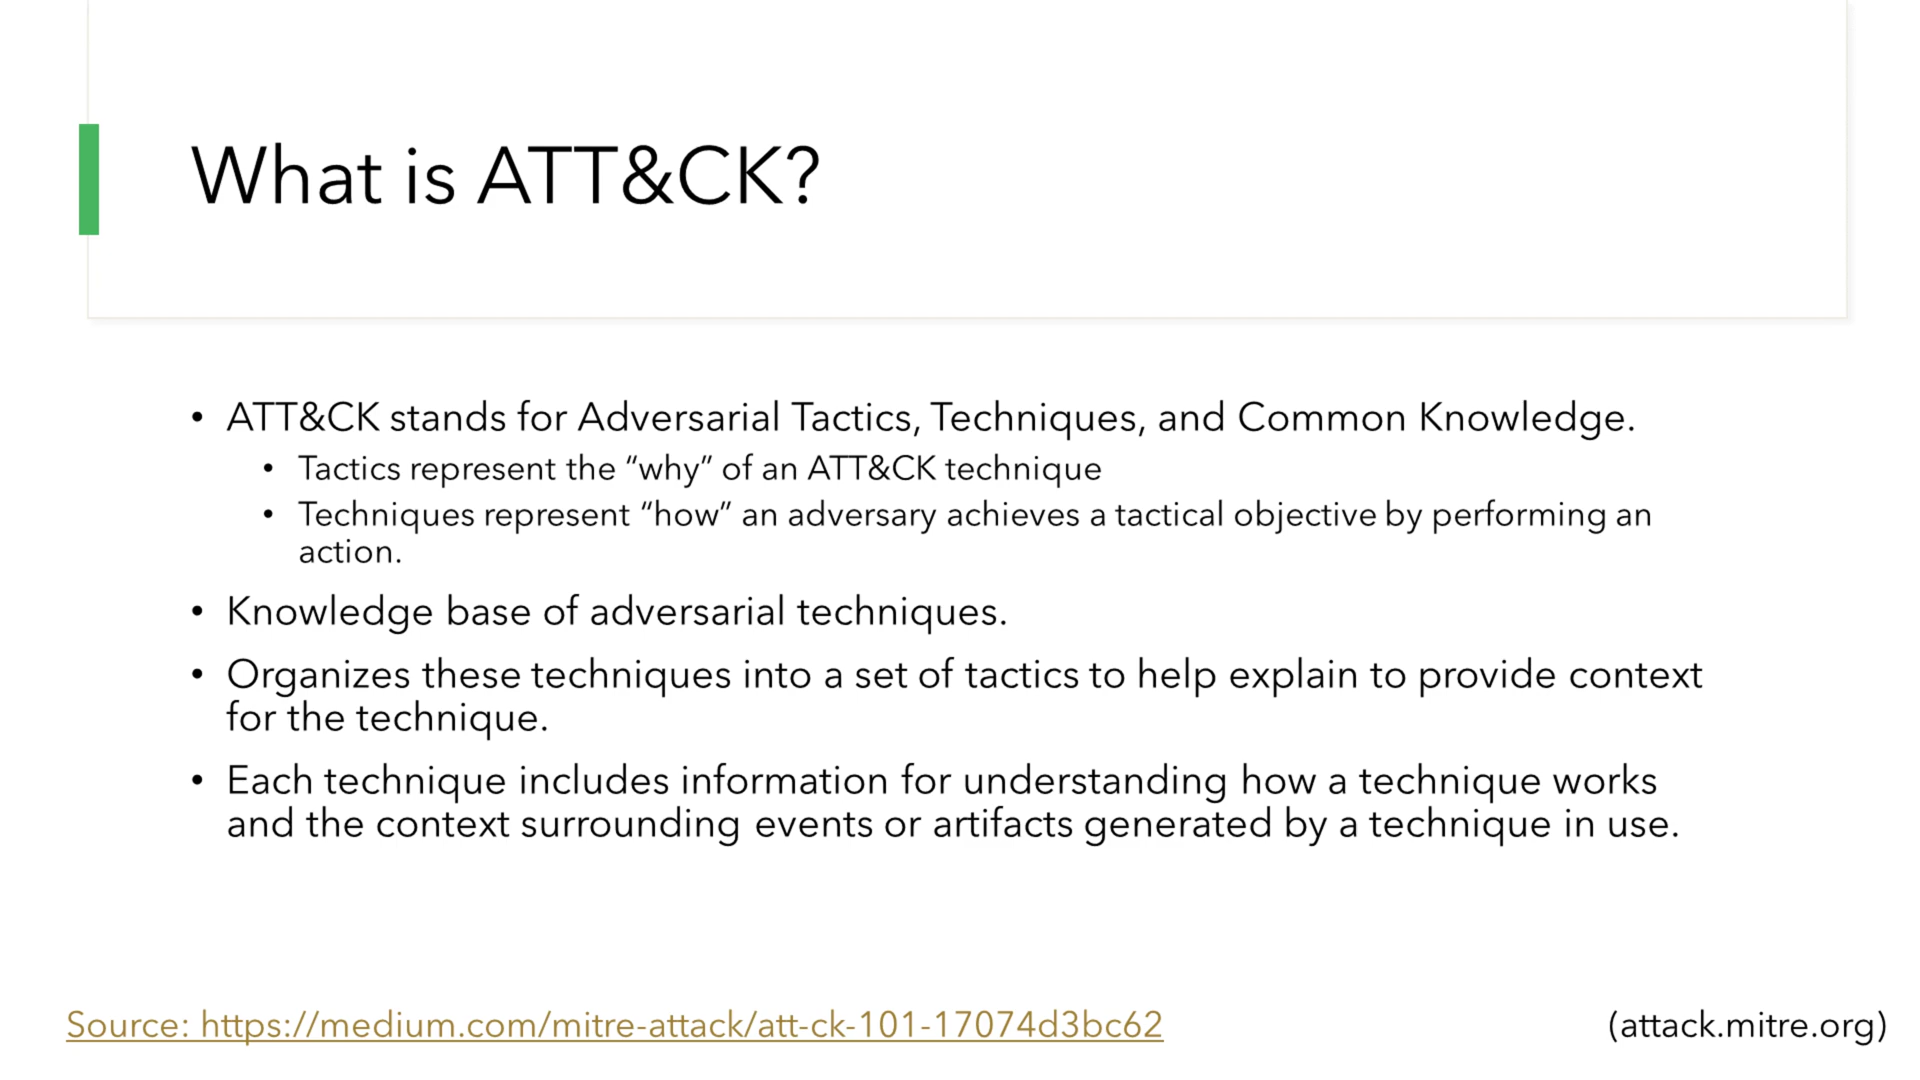 What is ATT&CK?
• ATT&CK stands for Adversarial Tactics, Techniques, and Common Knowledge.
• Tactics represent the “why” of an ATT&CK technique
• Techniques represent “how” an adversary achieves a tactical objective by performing an
action.
• Knowledge base of adversarial techniques.
• Organizes these techniques into a set of tactics to help explain to provide context
for the technique.
• Each technique includes information for understanding how a technique works
and the context surrounding events or artifacts generated by a technique in use.
Source: https://medium.com/mitre-attack/att-ck-101-17074d3bc62
(attack.mitre.org)